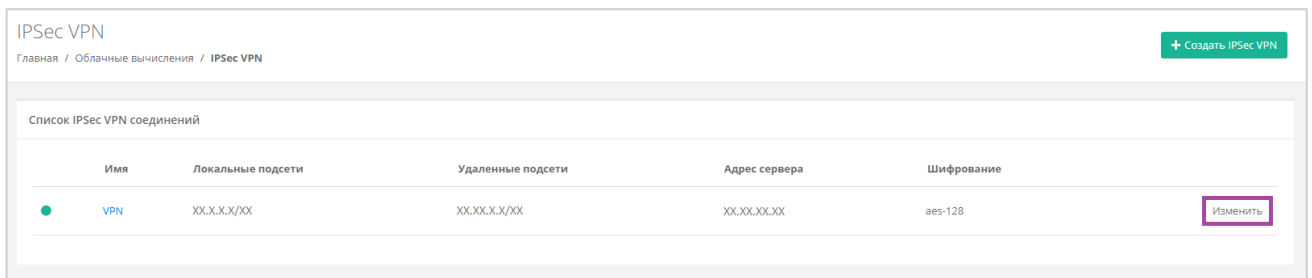 IPSec VPN
Главная / Облачные вычисления / IPSec VPN
+ Создать IPSec VPN
Список IPSec VPN соединений
Имя Локальные подсети Удаленные подсети Адрес сервера Шифрование
VPN XX.X.X.X/XX XX.XX.X.X/XX XX.XX.XX.XX aes-128 Изменить